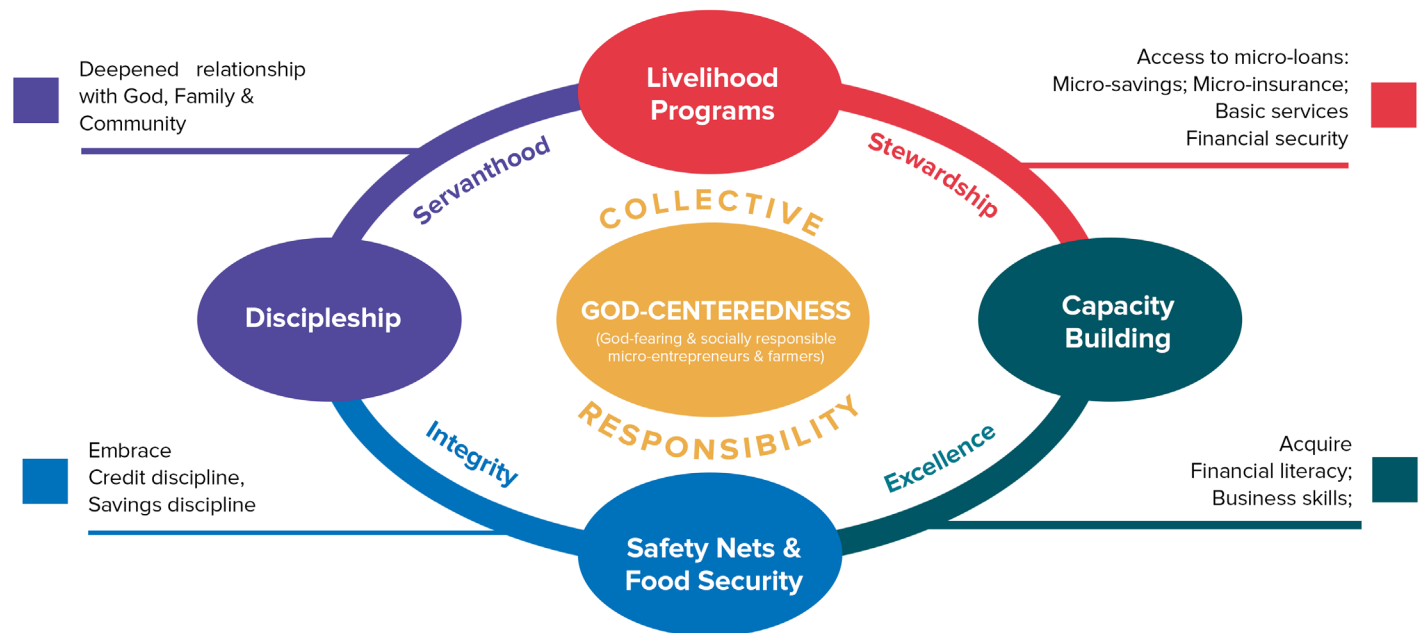 Deepened relationship
with God, Family &
Community
Livelihood
Programs
Access to micro-loans:
Micro-savings; Micro-insurance;
Basic services
Financial security
Servanthood
Stewardship
COLLECTIVE
Discipleship
GOD-CENTEREDNESS
(God-fearing & socially responsible
micro-entrepreneurs & farmers)
Capacity
Building
RESPONSIBILITY
Integrity
Excellence
Embrace
Credit discipline,
Savings discipline
Safety Nets &
Food Security
Acquire
Financial literacy;
Business skills;